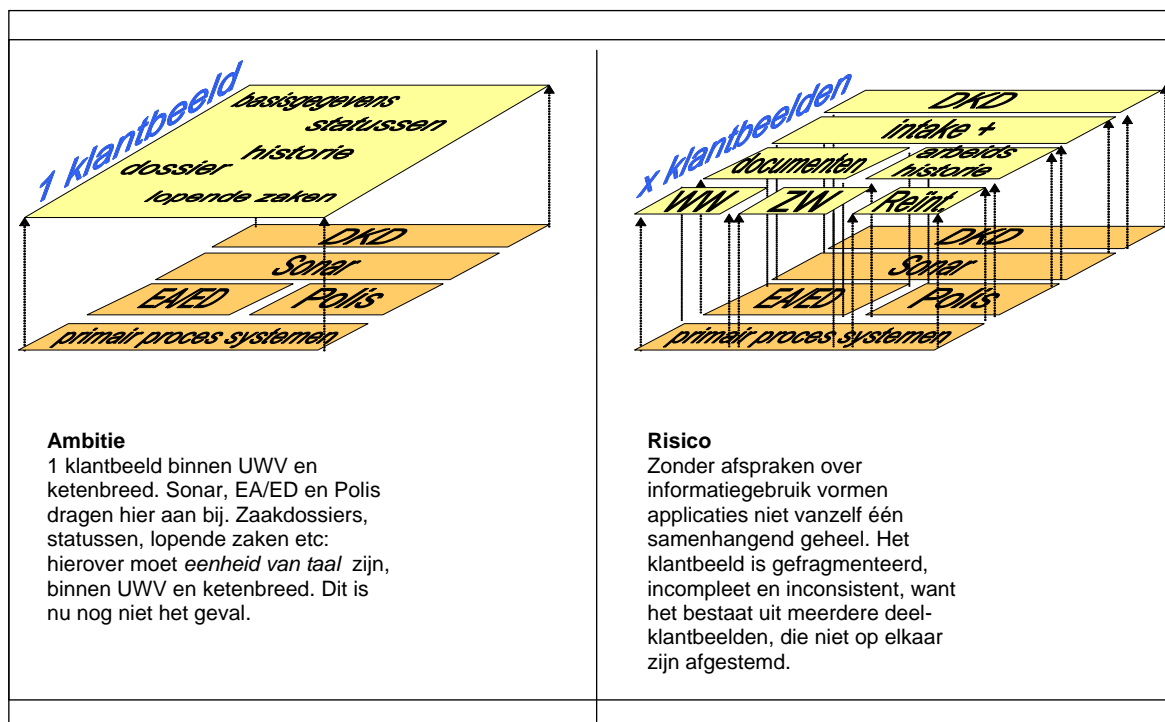 1 klantbeeld
basisgegevens
statussen
historie
dossier
lopende zaken
DKD
Sonar
EA/ED Polis
primair proces systemen
Ambitie
1 klantbeeld binnen UWV en
ketenbreed. Sonar, EA/ED en Polis
dragen hier aan bij. Zaakdossiers,
statussen, lopende zaken etc:
hierover moet eenheid van taal zijn,
binnen UWV en ketenbreed. Dit is
nu nog niet het geval.
x klantbeelden
DKD
intake +
documenten
arbeids
historie
WW ZW Reïnt.
DKD
Sonar
EA/ED Polis
primair proces systemen
Risico
Zonder afspraken over
informatiegebruik vormen
applicaties niet vanzelf één
samenhangend geheel. Het
klantbeeld is gefragmenteerd,
incompleet en inconsistent, want
het bestaat uit meerdere deel-
klantbeelden, die niet op elkaar
zijn afgestemd.